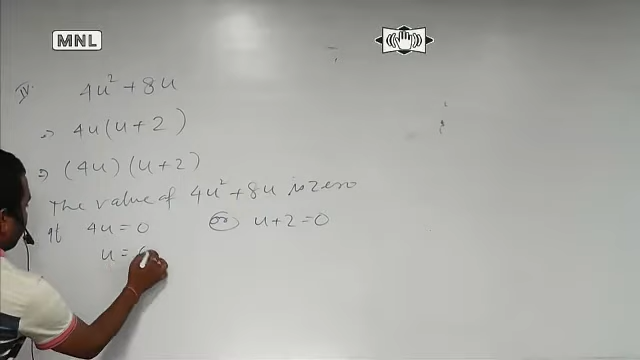 MNL
IV. 4u² + 8u
⇒ 4u(u+2)
⇒ (4u)(u+2)
The value of 4u² + 8u is zero
If 4u = 0 (or) u+2=0
u =